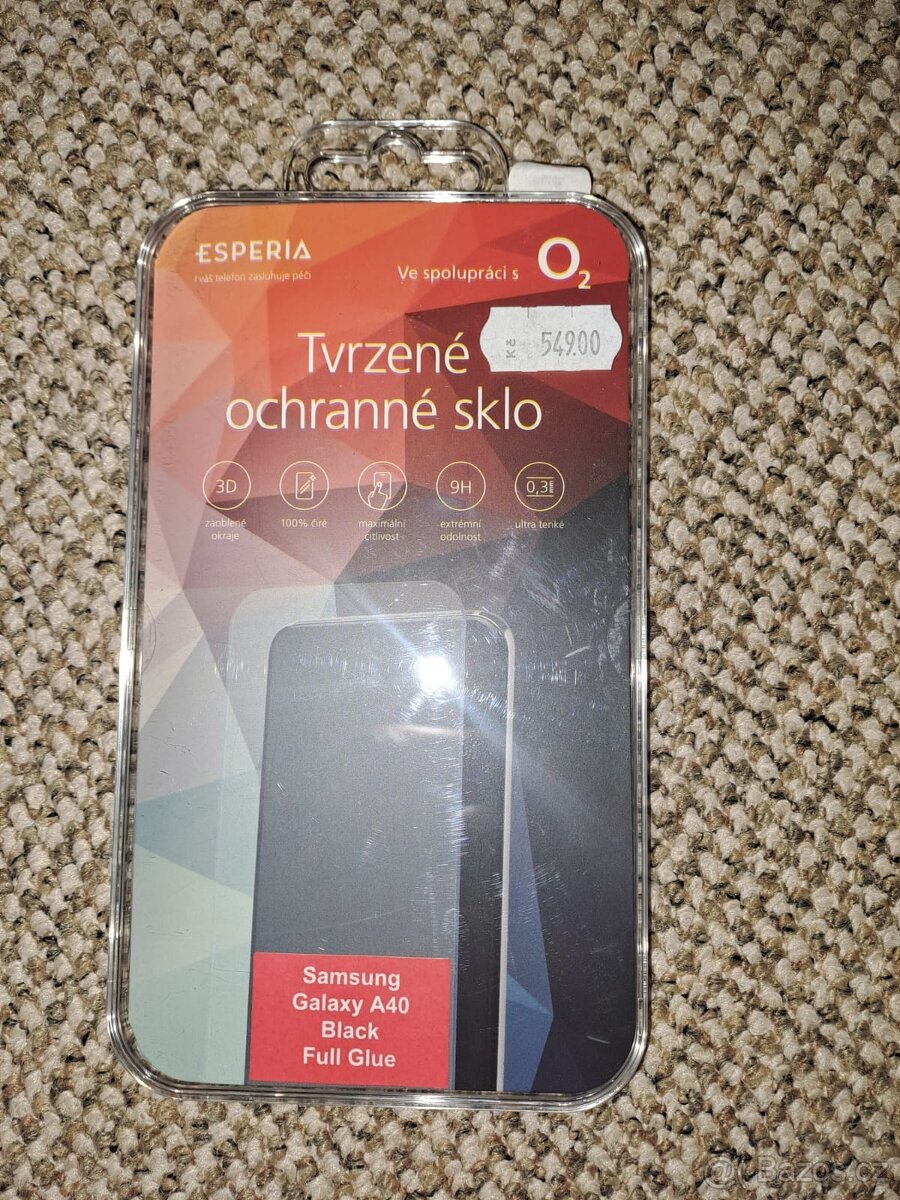 ESPERIA
I váš telefon zasluhuje péči
Ve spolupráci s O2
Kč 549.00
Tvrzené
ochranné sklo
3D
9H
0,3
zaoblené
okraje
100% čiré
maximální
citlivost
extrémní
odolnost
ultra tenké
Samsung
Galaxy A40
Black
Full Glue
Bazos.cz